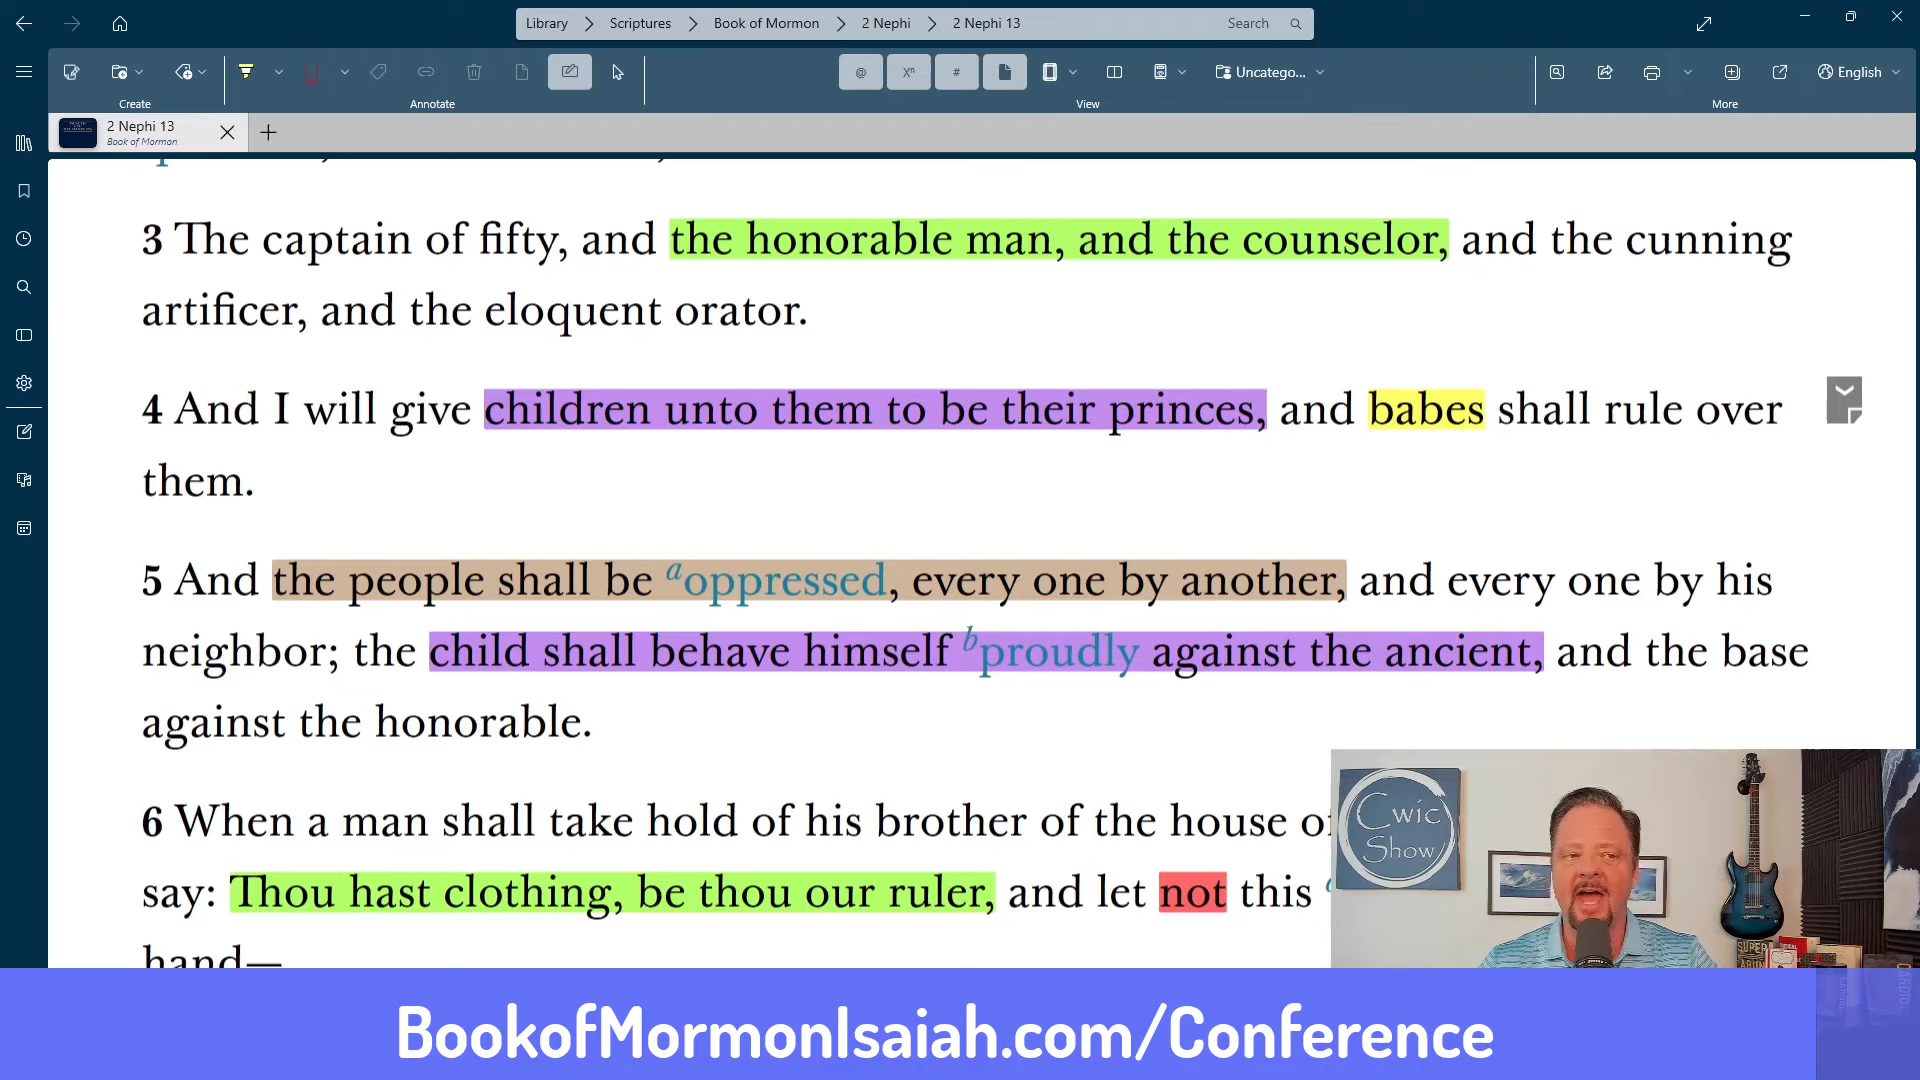 Library > Scriptures > Book of Mormon > 2 Nephi > 2 Nephi 13
Search
@ Xⁿ #
Uncatego...
English
Create
Annotate
View
More
2 Nephi 13
Book of Mormon
3 The captain of fifty, and the honorable man, and the counselor, and the cunning
artificer, and the eloquent orator.
4 And I will give children unto them to be their princes, and babes shall rule over
them.
5 And the people shall be a oppressed, every one by another, and every one by his
neighbor; the child shall behave himself b proudly against the ancient, and the base
against the honorable.
6 When a man shall take hold of his brother of the house
say: Thou hast clothing, be thou our ruler, and let not this
hand—
Cwic
Show
SUPER
BookofMormonIsaiah.com/Conference